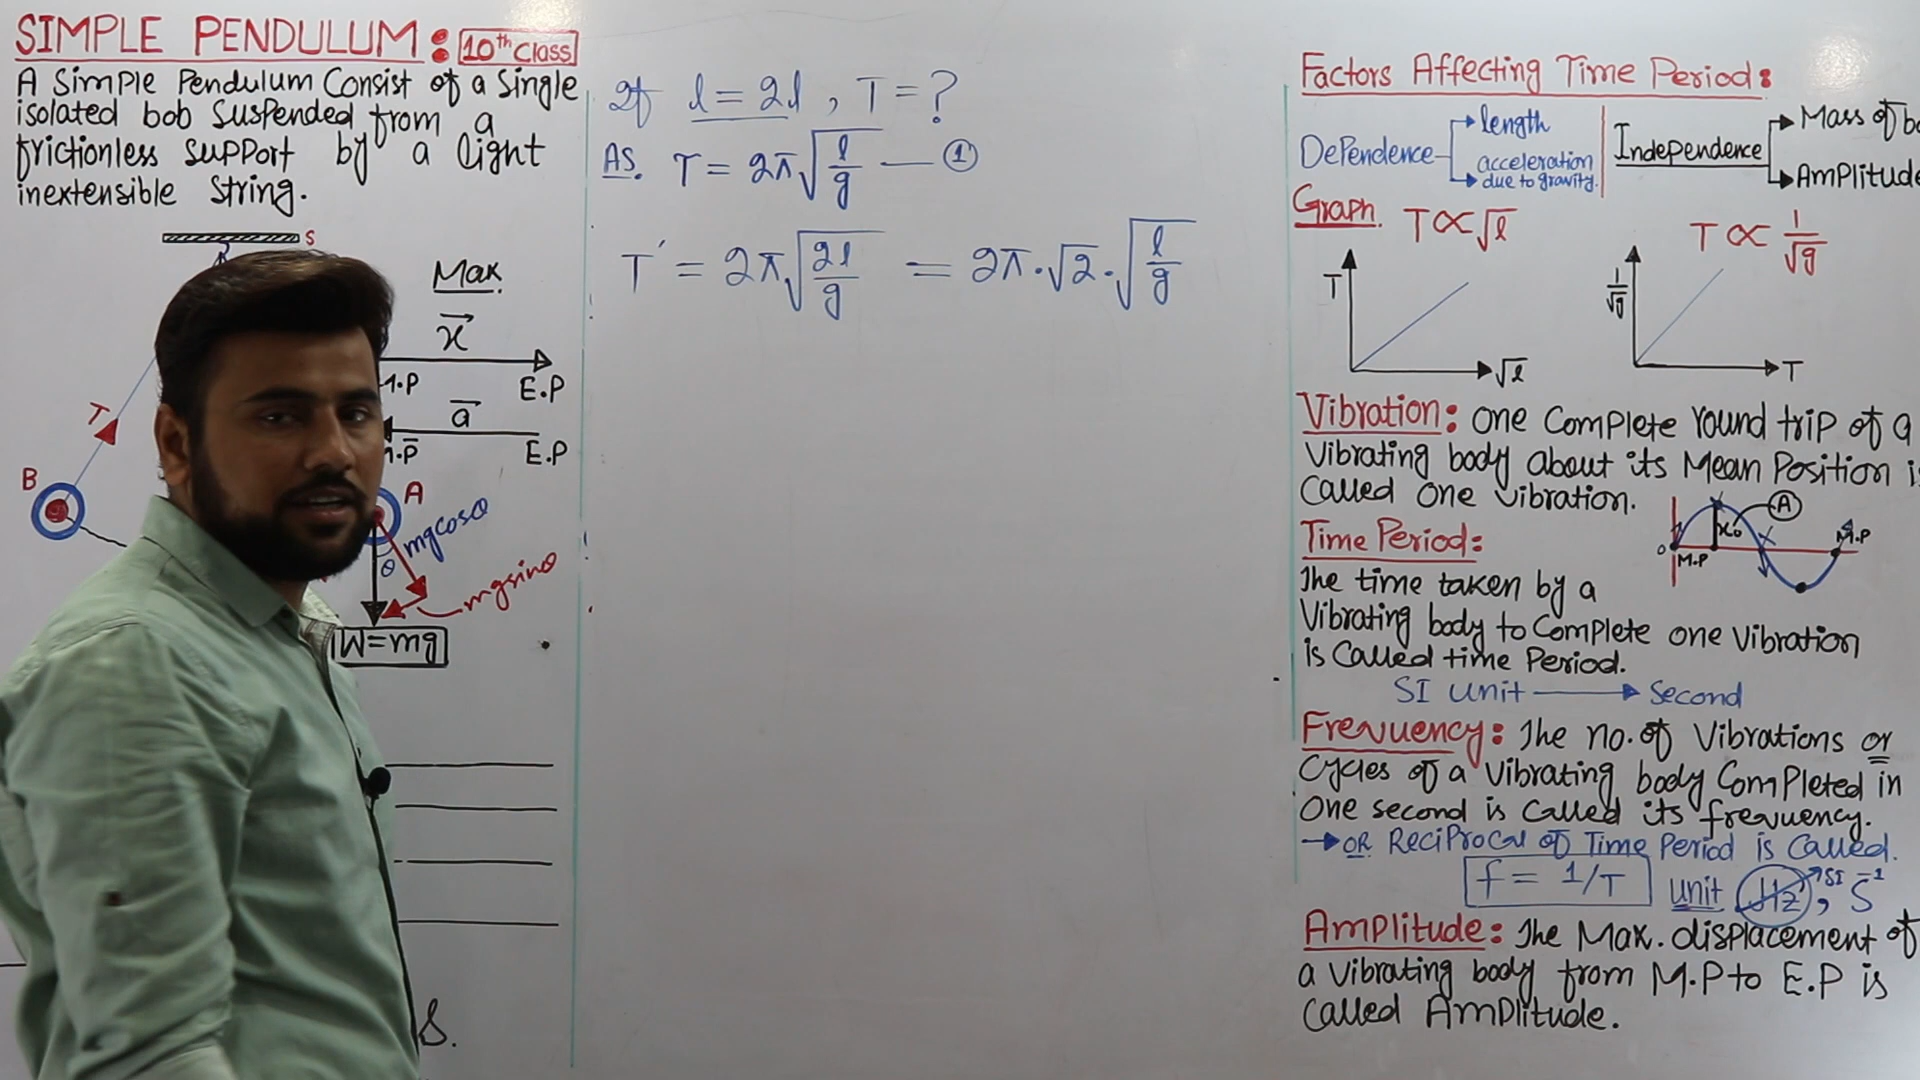 SIMPLE PENDULUM: 10th Class
A Simple Pendulum Consist of a Single
isolated bob suspended from a
frictionless support by a light
inextensible string.
S
Max
x
M.P E.P
a
M.P E.P
T
B
A
mgcosθ
θ
mgsinθ
W=mg
S.
If l = 2l, T = ?
AS. T = 2π√(l/g) — ①
T' = 2π√(2l/g) = 2π·√2·√(l/g)
Factors Affecting Time Period:
Dependence
length
acceleration
due to gravity.
Independence
Mass of bo
Amplitude
Graph
T ∝ √l
T
√l
T ∝ 1/√g
1/√g
T
Vibration: One Complete round trip of a
Vibrating body about its Mean Position is
Called One vibration.
Time Period:
The time taken by a
Vibrating body to Complete one Vibration
is Called time Period.
o M.P x₀ A M.P
SI Unit → Second
Frequency: The no. of Vibrations or
Cycles of a Vibrating body Completed in
One second is Called its frequency.
→ OR Reciprocal of Time Period is Called.
f = 1/T unit Hz SI, S⁻¹
Amplitude: The Max. displacement of
a Vibrating body from M.P to E.P is
Called Amplitude.